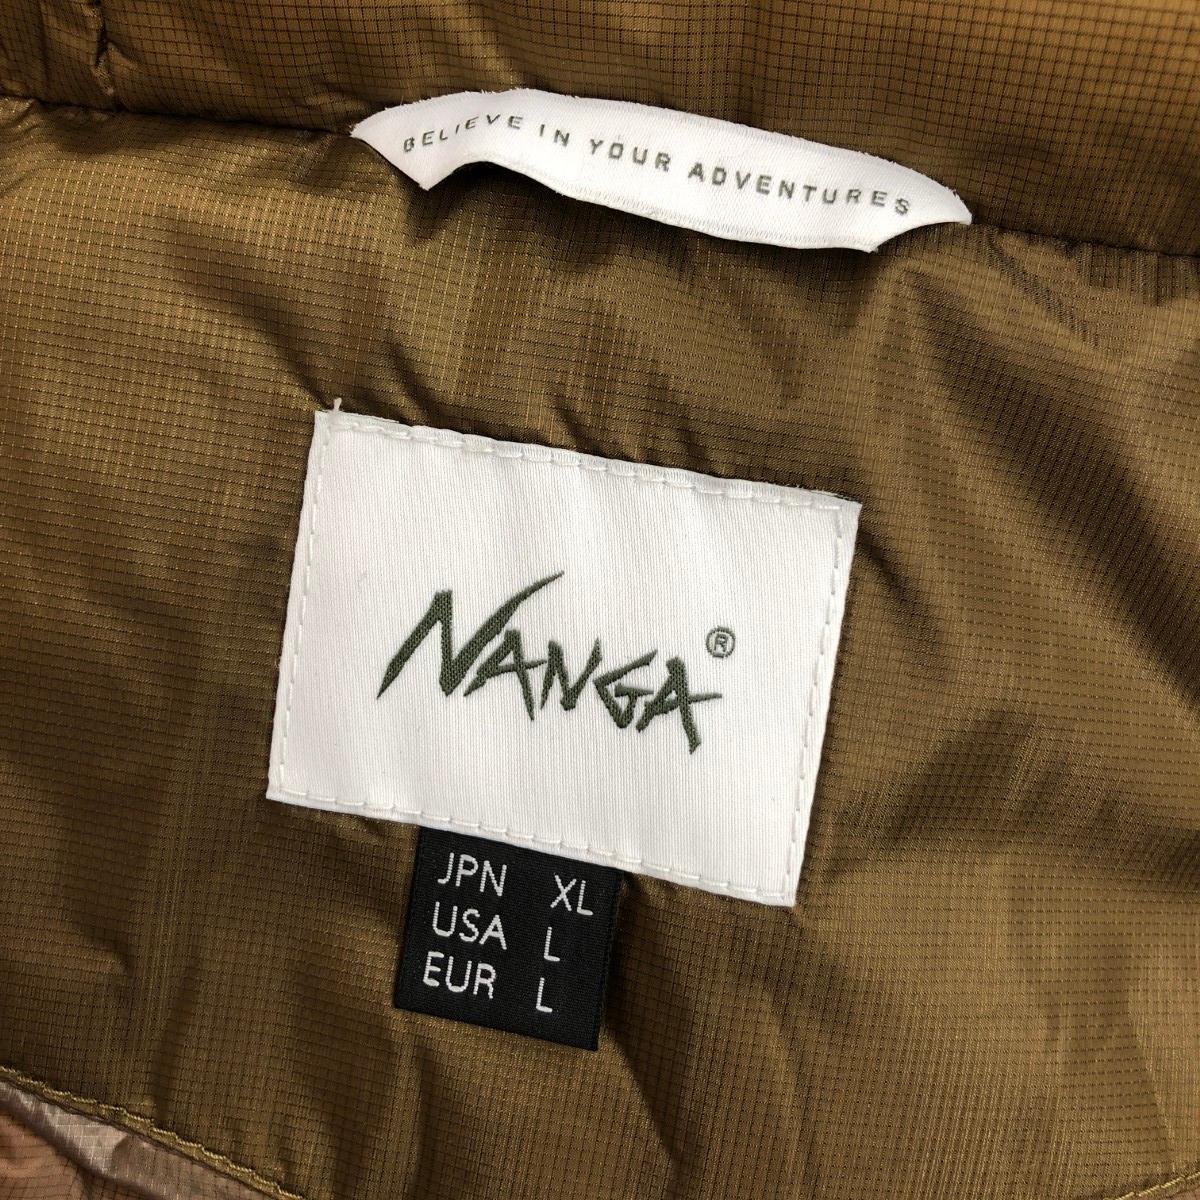 BELIEVE IN YOUR ADVENTURES
NANGA®
JPN XL
USA L
EUR L